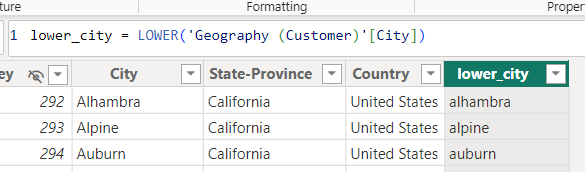 ture Formatting Proper
1 lower_city = LOWER('Geography (Customer)'[City])
ey City State-Province Country lower_city
292 Alhambra California United States alhambra
293 Alpine California United States alpine
294 Auburn California United States auburn